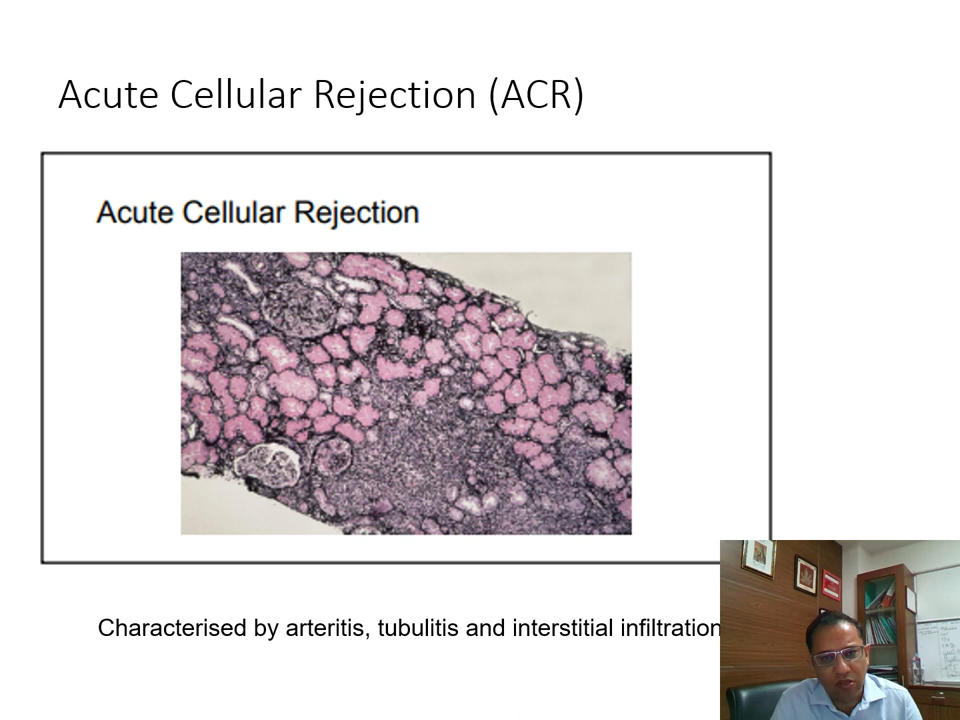 Acute Cellular Rejection (ACR)
Acute Cellular Rejection
Characterised by arteritis, tubulitis and interstitial infiltration